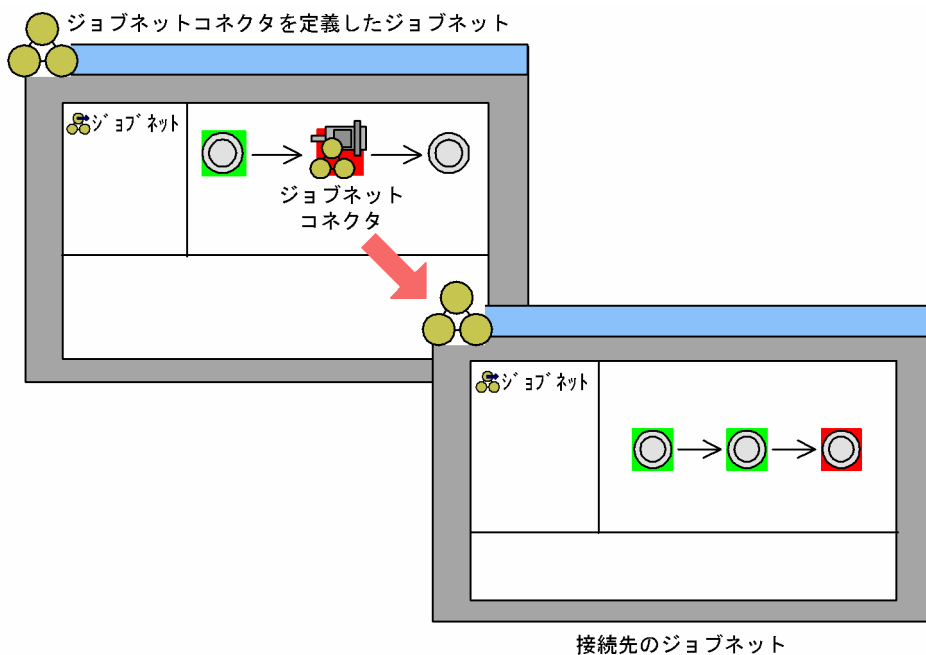 ジョブネットコネクタを定義したジョブネット
ｼﾞｮﾌﾞﾈｯﾄ
ジョブネット
コネクタ
ｼﾞｮﾌﾞﾈｯﾄ
接続先のジョブネット